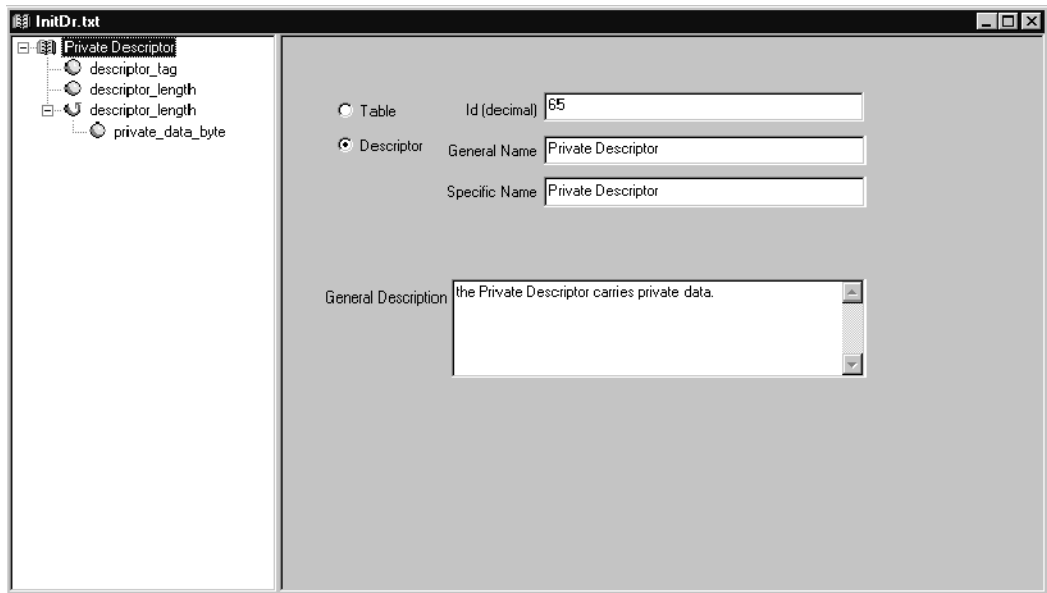 InitDr.txt
Private Descriptor
descriptor_tag
descriptor_length
descriptor_length
private_data_byte
Table
Id (decimal) 65
Descriptor
General Name Private Descriptor
Specific Name Private Descriptor
General Description the Private Descriptor carries private data.